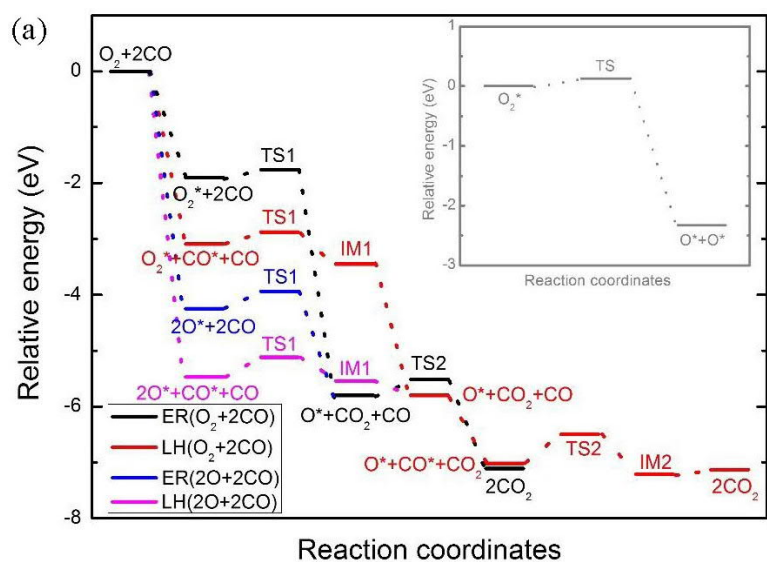 (a)
Relative energy (eV)
0
-2
-4
-6
-8
O₂+2CO
TS1
O₂*+2CO
TS1
O₂*+CO*+CO
IM1
TS1
2O*+2CO
TS1
2O*+CO*+CO
IM1
TS2
O*+CO₂+CO
O*+CO₂+CO
O*+CO*+CO₂
2CO₂
TS2
IM2
2CO₂
ER(O₂+2CO)
LH(O₂+2CO)
ER(2O+2CO)
LH(2O+2CO)
Reaction coordinates
Relative energy (eV)
1
0
-1
-2
-3
O₂*
TS
O*+O*
Reaction coordinates